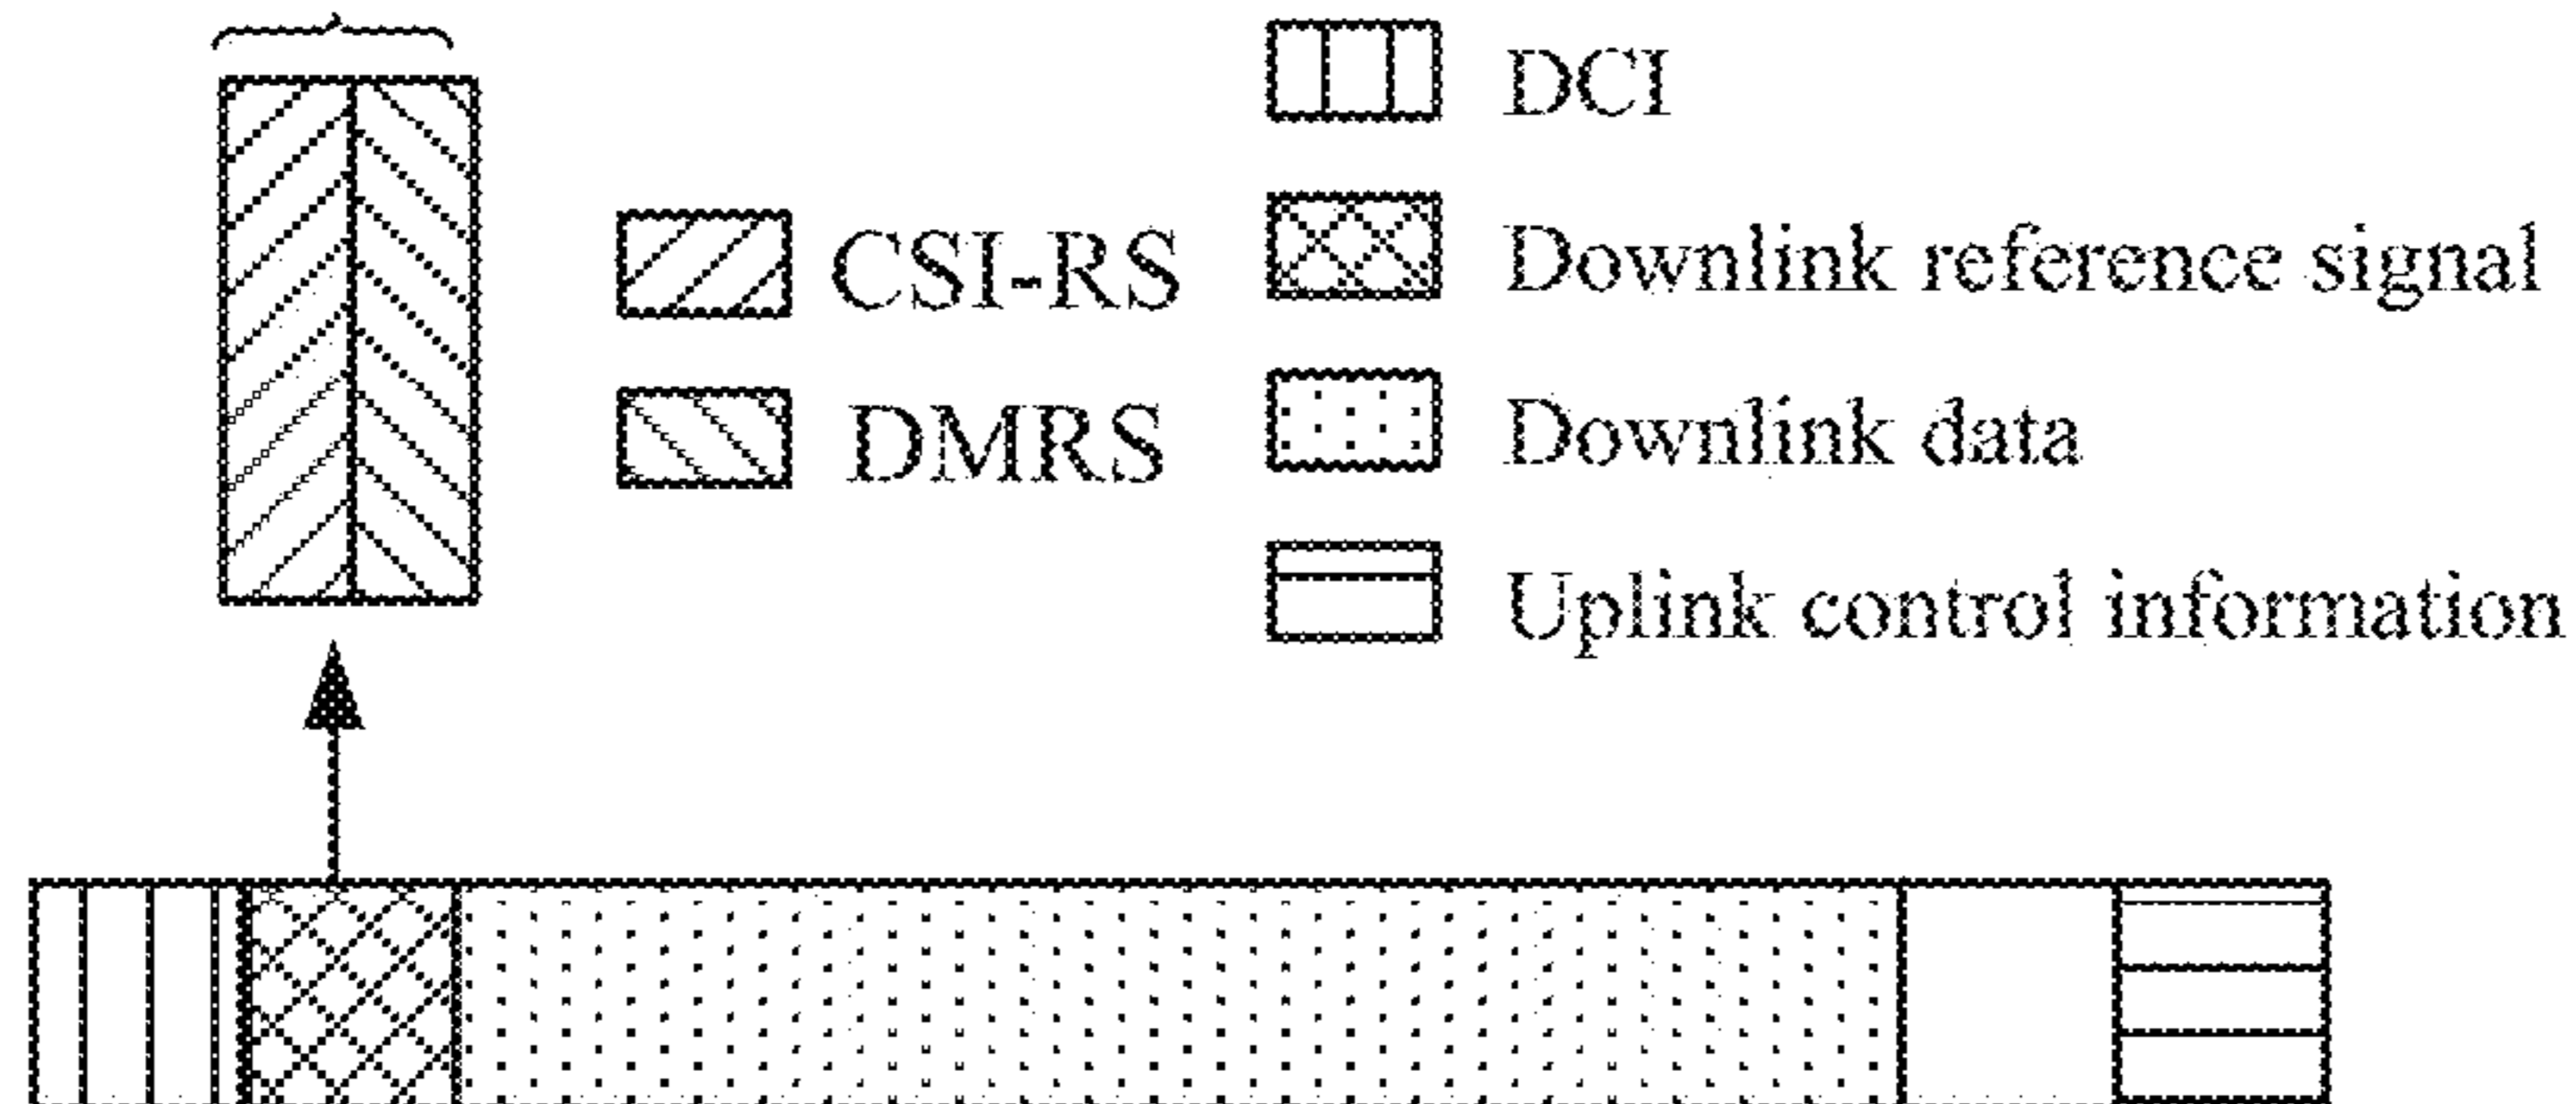 DCI
CSI-RS
Downlink reference signal
DMRS
Downlink data
Uplink control information